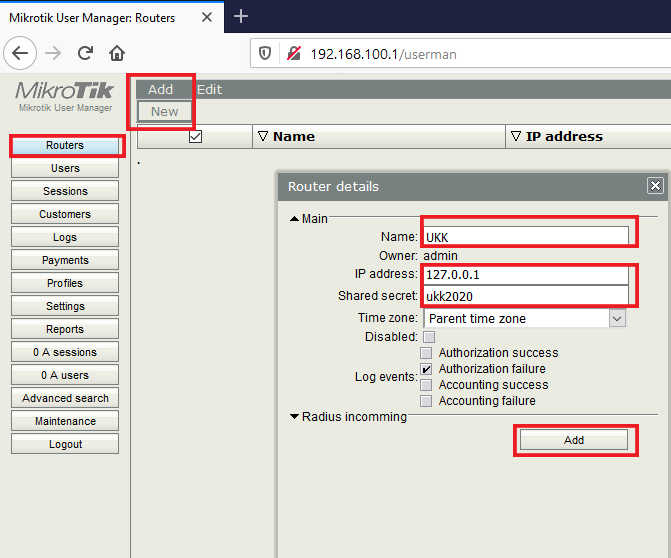 Mikrotik User Manager: Routers
192.168.100.1/userman
MikroTik
Mikrotik User Manager
Add Edit
New
Name IP address
.
Routers
Users
Sessions
Customers
Logs
Payments
Profiles
Settings
Reports
0 A sessions
0 A users
Advanced search
Maintenance
Logout
Router details
Main
Name: UKK
Owner: admin
IP address: 127.0.0.1
Shared secret: ukk2020
Time zone: Parent time zone
Disabled:
Log events:
Authorization success
Authorization failure
Accounting success
Accounting failure
Radius incomming
Add